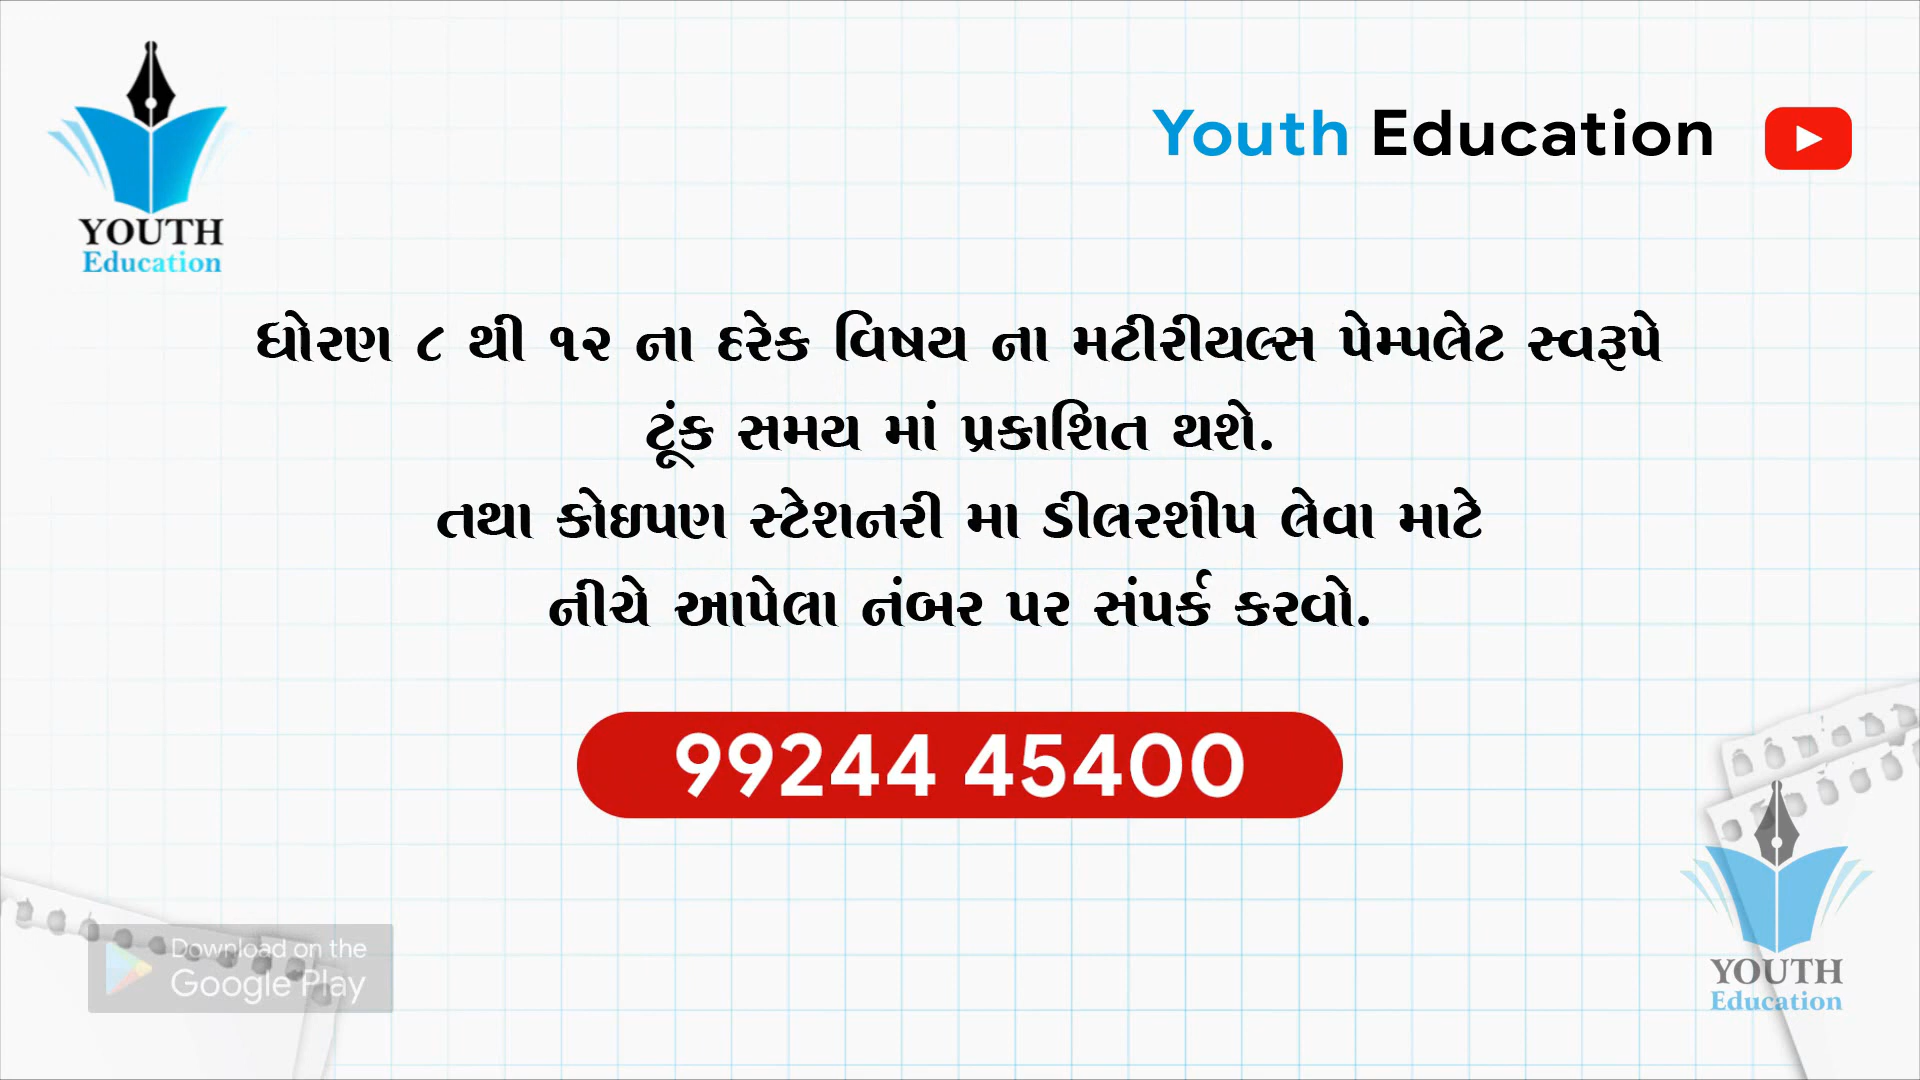 YOUTH
Education
Youth Education
ધોરણ ૮ થી ૧૨ ના દરેક વિષય ના મટીરીયલ્સ પેમ્પલેટ સ્વરૂપે
ટૂંક સમય માં પ્રકાશિત થશે.
તથા કોઇપણ સ્ટેશનરી મા ડીલરશીપ લેવા માટે
નીચે આપેલા નંબર પર સંપર્ક કરવો.
99244 45400
Download on the
Google Play
YOUTH
Education